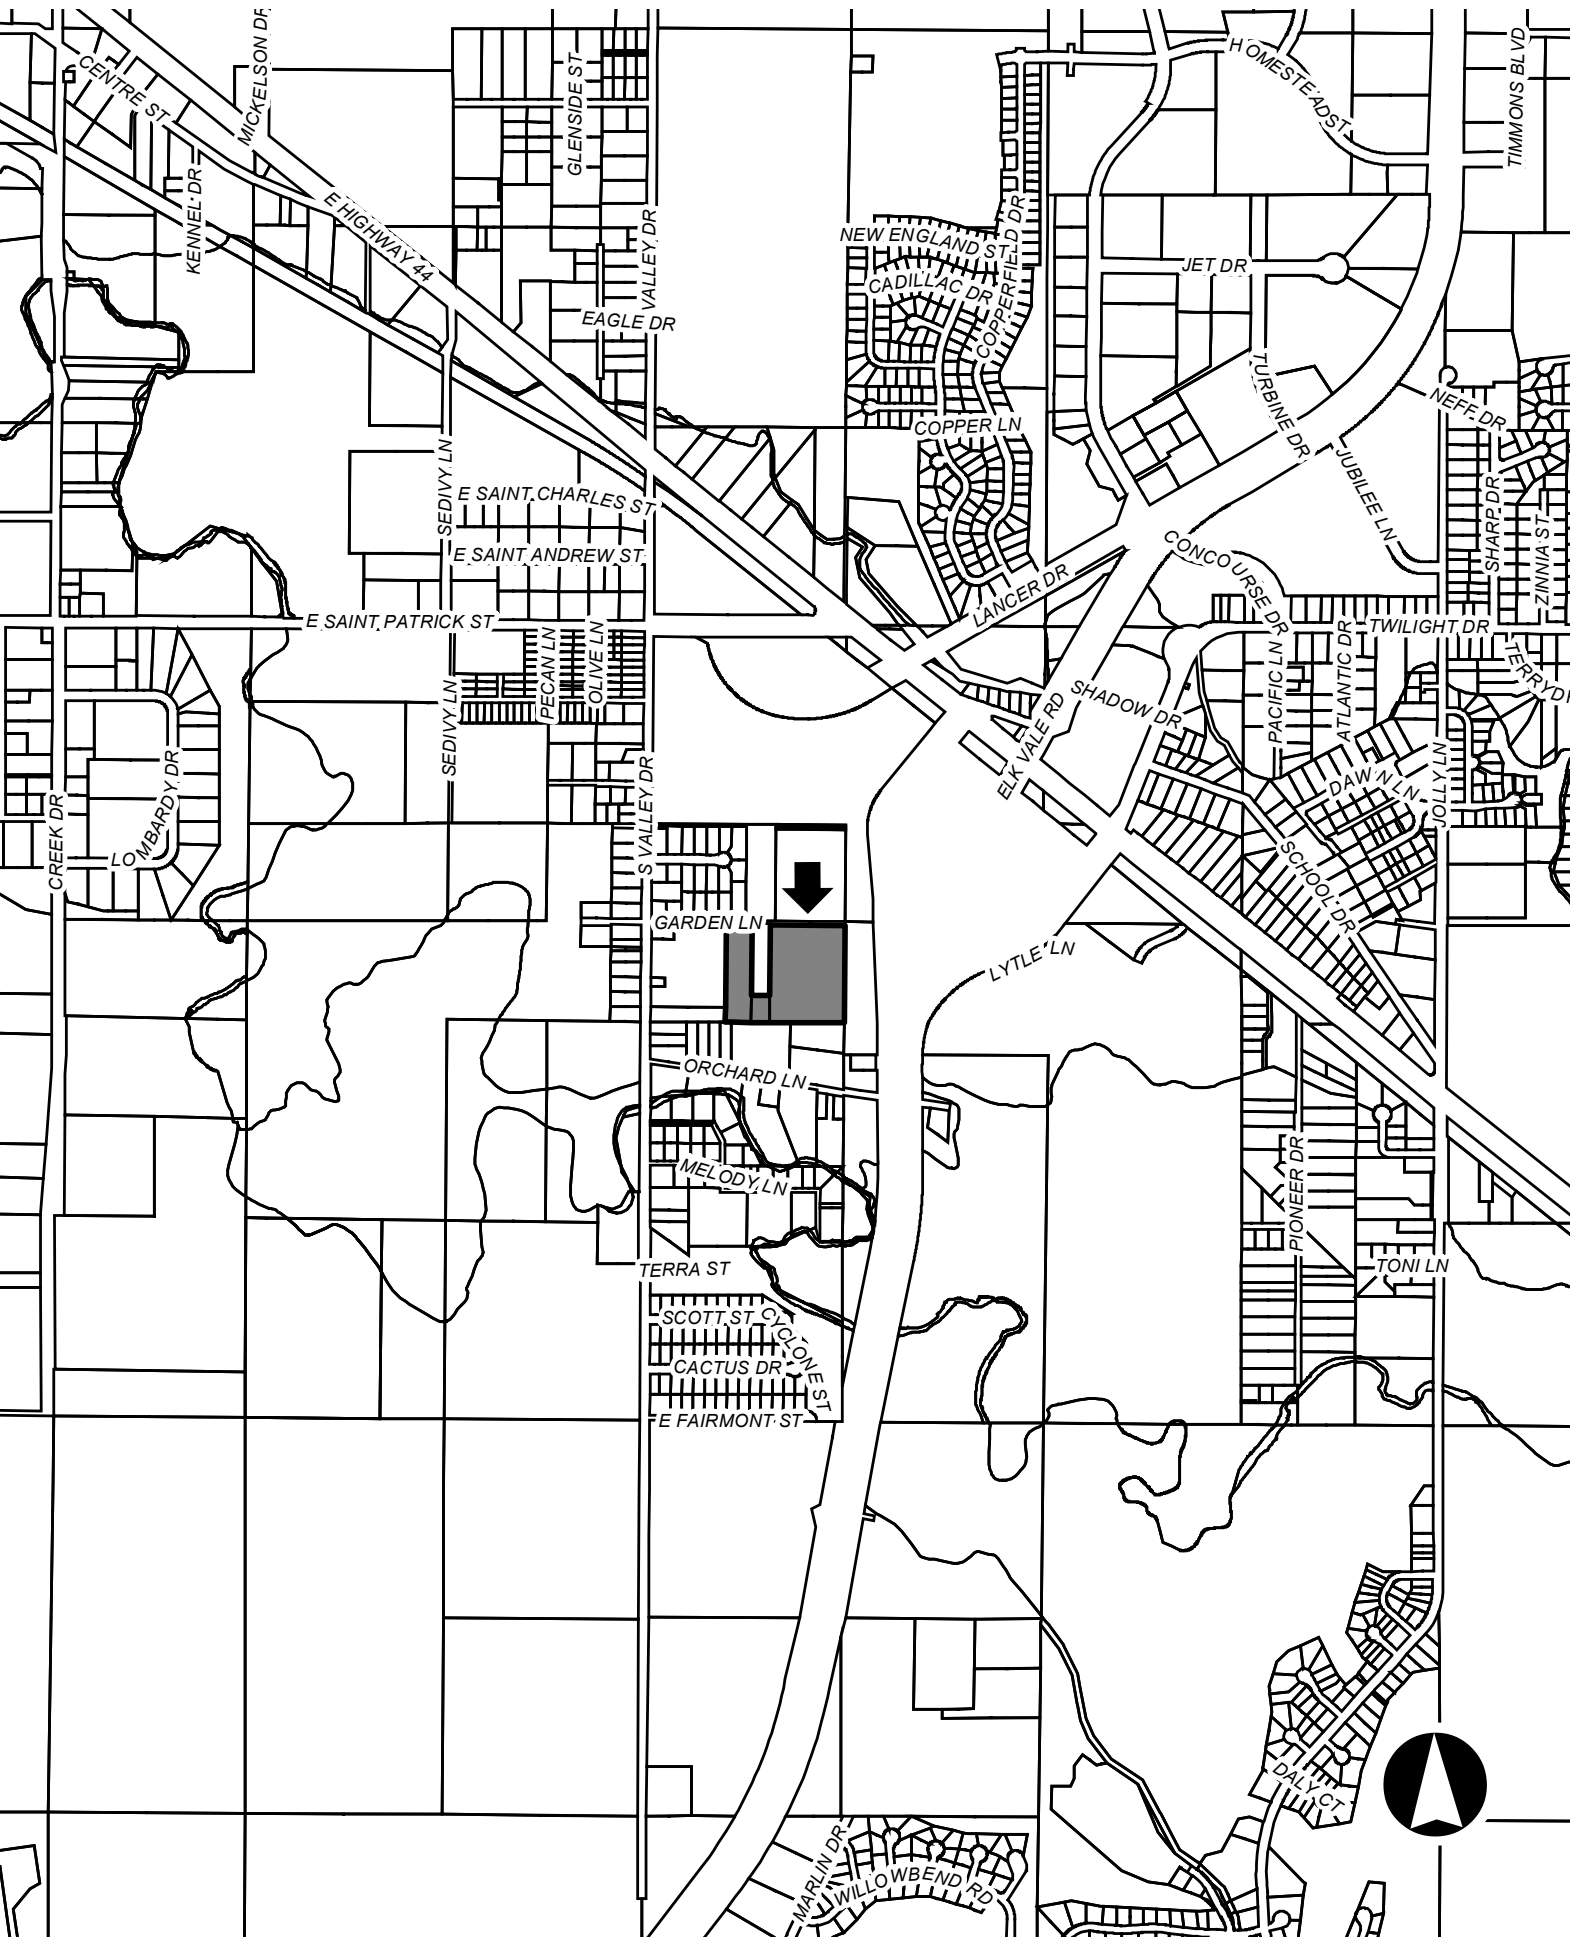 MICKELSON DR
CENTRE ST
KENNEL DR
E HIGHWAY 44
GLENSIDE ST
VALLEY DR
EAGLE DR
HOMESTEAD ST
TIMMONS BLVD
NEW ENGLAND ST
CADILLAC DR
COPPERFIELD DR
COPPER LN
JET DR
TURBINE DR
NEFF DR
JUBILEE LN
SHARP DR
ZINNIA ST
SEDIVY LN
E SAINT CHARLES ST
E SAINT ANDREW ST
E SAINT PATRICK ST
LANCER DR
CONCOURSE DR
TWILIGHT DR
PECAN LN
OLIVE LN
SEDIVY LN
ELK VALE RD
SHADOW DR
PACIFIC LN
ATLANTIC DR
TERRY DR
CREEK DR
LOMBARDY DR
S VALLEY DR
DAWN LN
JOLLY LN
SCHOOL DR
GARDEN LN
LYTLE LN
ORCHARD LN
MELODY LN
PIONEER DR
TERRA ST
TONI LN
SCOTT ST
CYCLONE ST
CACTUS DR
E FAIRMONT ST
DALY CT
MARLIN DR
WILLOWBEND RD